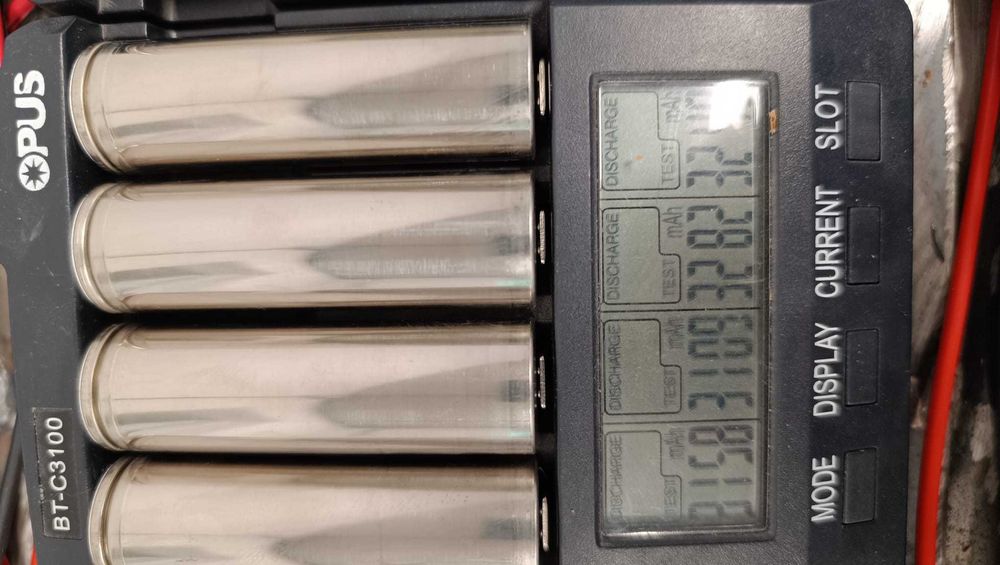 BT-C3100
OPUS
DISCHARGE DISCHARGE DISCHARGE DISCHARGE
TEST mAh TEST mAh TEST mAh TEST mAh
3109 3282
MODE DISPLAY CURRENT SLOT